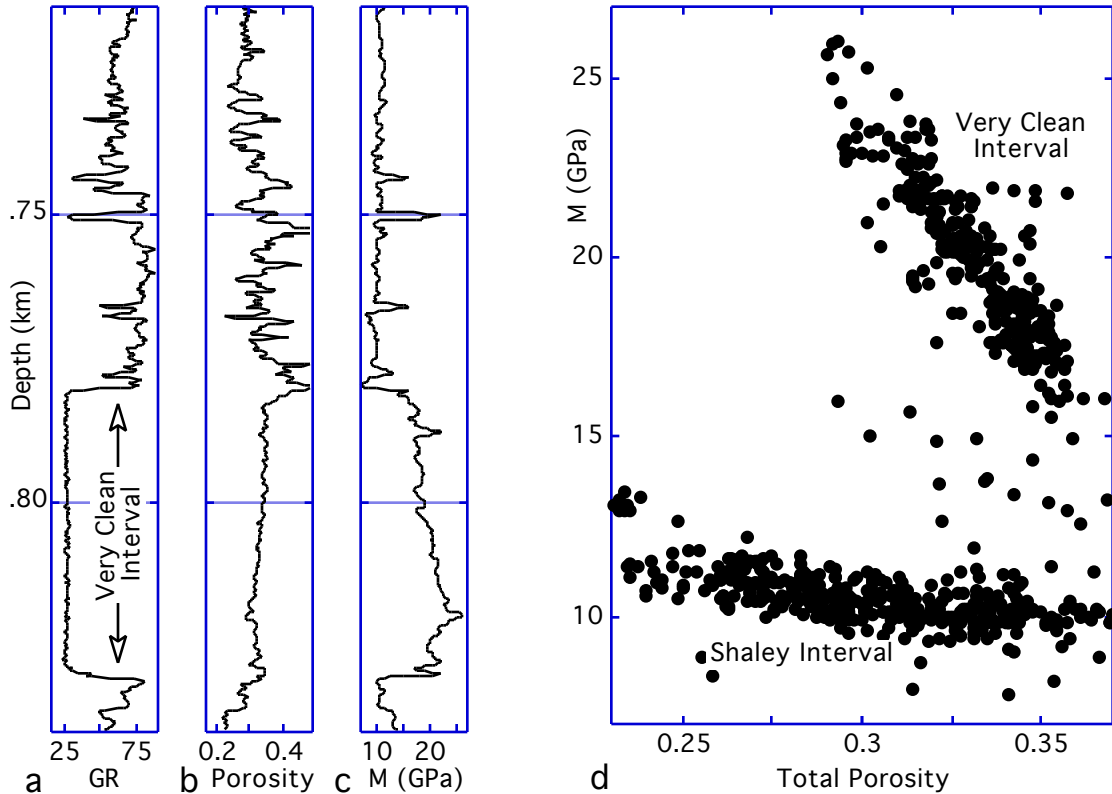 Depth (km)
.75
.80
Very Clean
Interval
25
75
a
GR
0.2
0.4
b
Porosity
10
20
c
M (GPa)
M (GPa)
25
20
15
10
Very Clean
Interval
Shaley Interval
0.25
0.3
0.35
d
Total Porosity